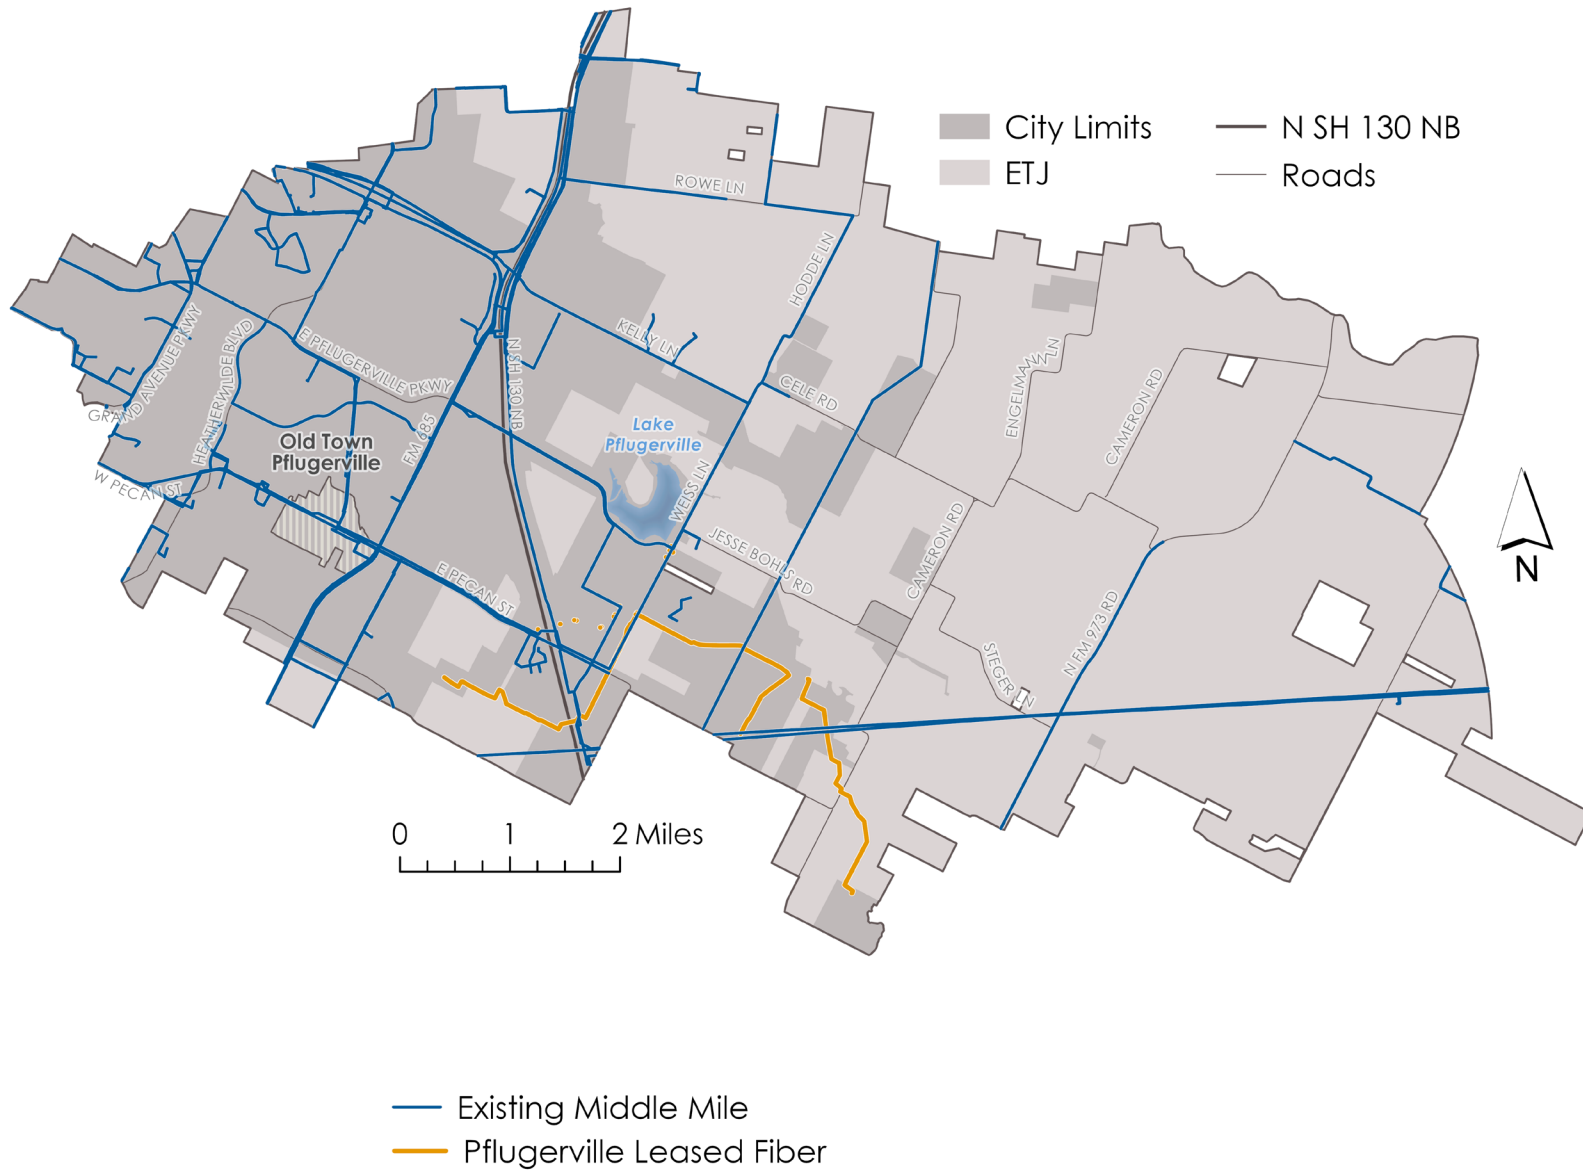 City Limits
N SH 130 NB
ETJ
Roads
ROWE LN
HODDE LN
KELLY LN
CELE RD
ENGELMANN LN
CAMERON RD
GRAND AVENUE PKWY
HEATHERWILDE BLVD
E PFLUGERVILLE PKWY
N SH 130 NB
FM 685
Old Town
Pflugerville
Lake
Pflugerville
W PECAN ST
WEISS LN
JESSE BOHLS RD
CAMERON RD
E PECAN ST
N FM 973 RD
STEGER LN
N
0 1 2 Miles
Existing Middle Mile
Pflugerville Leased Fiber